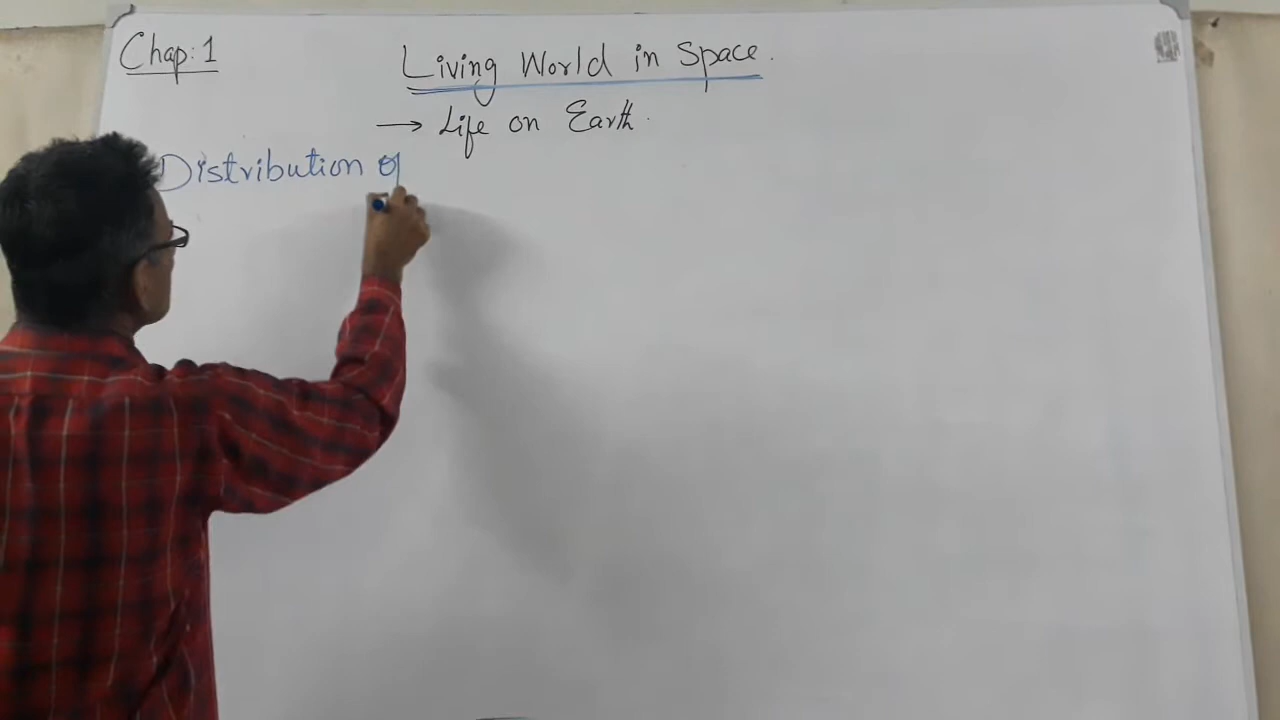 Chap: 1
Living World in Space.
→ Life on Earth.
Distribution of